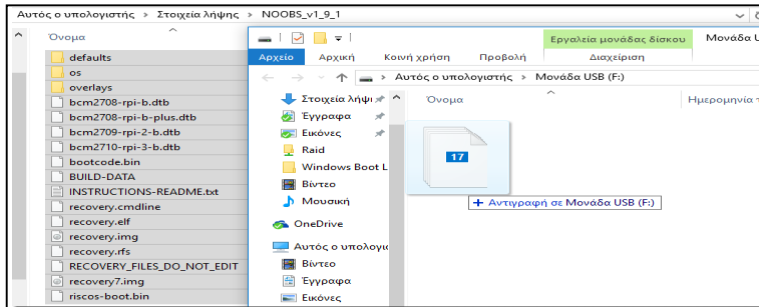 Αυτός ο υπολογιστής > Στοιχεία λήψης > NOOBS_v1_9_1
Όνομα
defaults
os
overlays
bcm2708-rpi-b.dtb
bcm2708-rpi-b-plus.dtb
bcm2709-rpi-2-b.dtb
bcm2710-rpi-3-b.dtb
bootcode.bin
BUILD-DATA
INSTRUCTIONS-README.txt
recovery.cmdline
recovery.elf
recovery.img
recovery.rfs
RECOVERY_FILES_DO_NOT_EDIT
recovery7.img
riscos-boot.bin
Εργαλεία μονάδας δίσκου
Μονάδα U
Αρχείο Αρχική Κοινή χρήση Προβολή Διαχείριση
> Αυτός ο υπολογιστής > Μονάδα USB (F:)
Στοιχεία λήψι
Έγγραφα
Εικόνες
Raid
Windows Boot L
Βίντεο
Μουσική
OneDrive
Αυτός ο υπολογισ
Βίντεο
Έγγραφα
Εικόνες
Όνομα
Ημερομηνία τ
17
+ Αντιγραφή σε Μονάδα USB (F:)